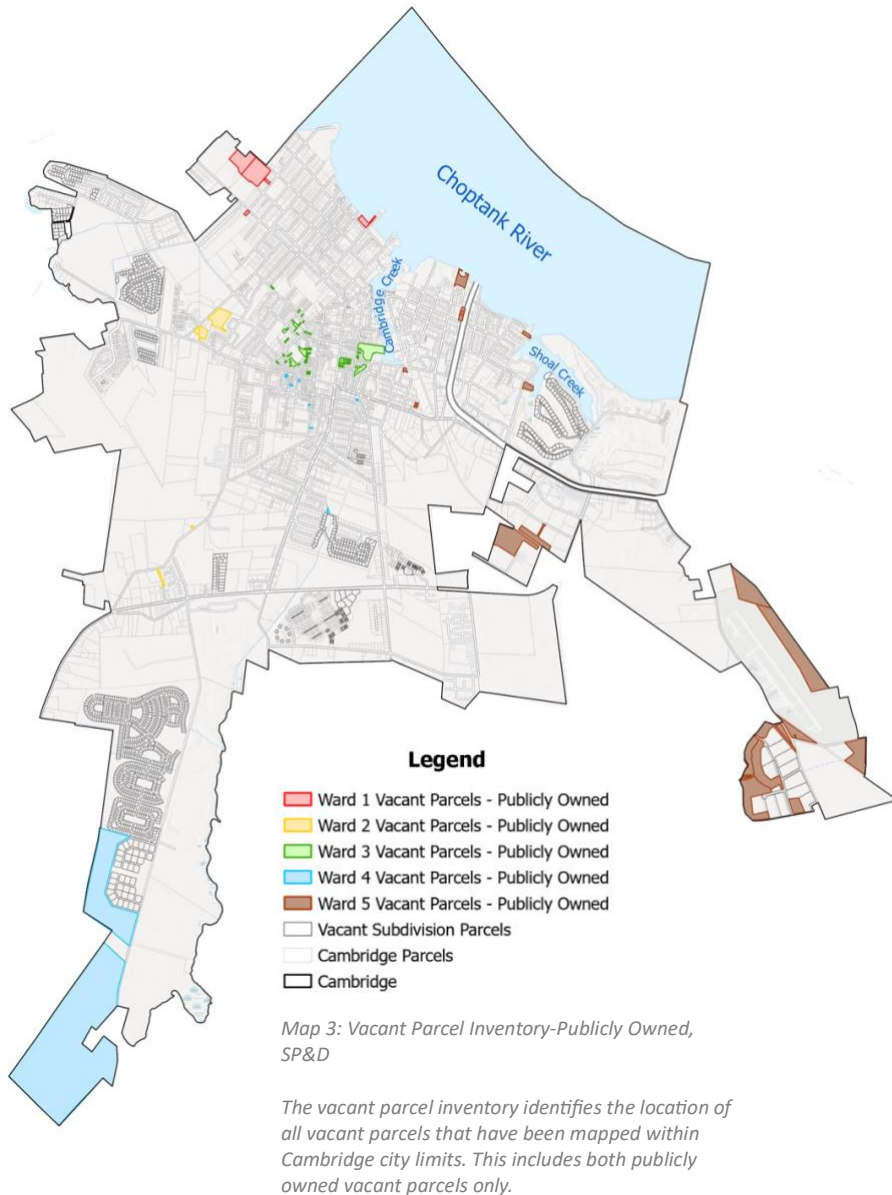 Choptank River
Cambridge Creek
Shoal Creek
Legend
Ward 1 Vacant Parcels - Publicly Owned
Ward 2 Vacant Parcels - Publicly Owned
Ward 3 Vacant Parcels - Publicly Owned
Ward 4 Vacant Parcels - Publicly Owned
Ward 5 Vacant Parcels - Publicly Owned
Vacant Subdivision Parcels
Cambridge Parcels
Cambridge
Map 3: Vacant Parcel Inventory-Publicly Owned,
SP&D
The vacant parcel inventory identifies the location of
all vacant parcels that have been mapped within
Cambridge city limits. This includes both publicly
owned vacant parcels only.